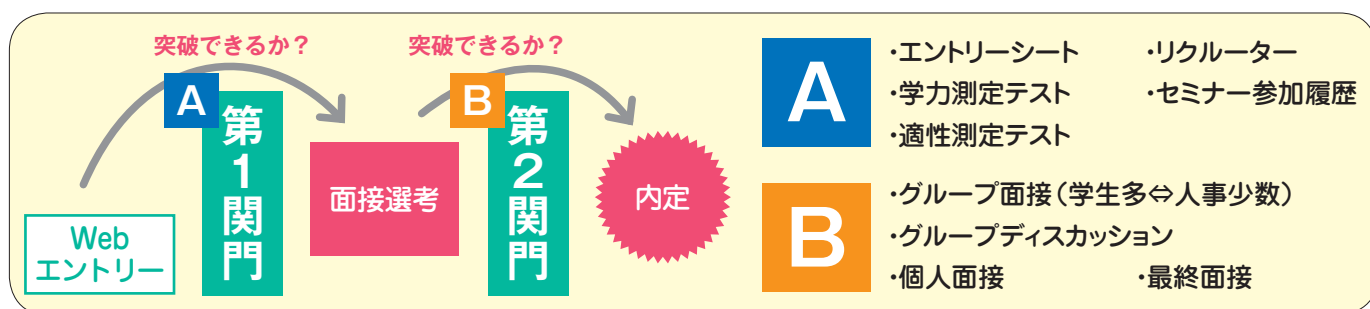 突破できるか?
突破できるか?
A
第1関門
B
第2関門
面接選考
内定
Web
エントリー
A
・エントリーシート ・リクルーター
・学力測定テスト ・セミナー参加履歴
・適性測定テスト
B
・グループ面接(学生多⇔人事少数)
・グループディスカッション
・個人面接 ・最終面接